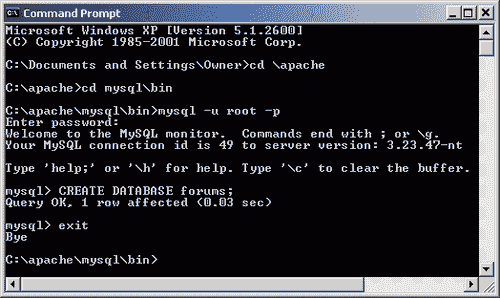 Command Prompt
Microsoft Windows XP [Version 5.1.2600]
(C) Copyright 1985-2001 Microsoft Corp.
C:\Documents and Settings\Owner>cd \apache
C:\apache>cd mysql\bin
C:\apache\mysql\bin>mysql -u root -p
Enter password:
Welcome to the MySQL monitor.  Commands end with ; or \g.
Your MySQL connection id is 49 to server version: 3.23.47-nt
Type 'help;' or '\h' for help. Type '\c' to clear the buffer.
mysql> CREATE DATABASE forums;
Query OK, 1 row affected (0.03 sec)
mysql> exit
Bye
C:\apache\mysql\bin>